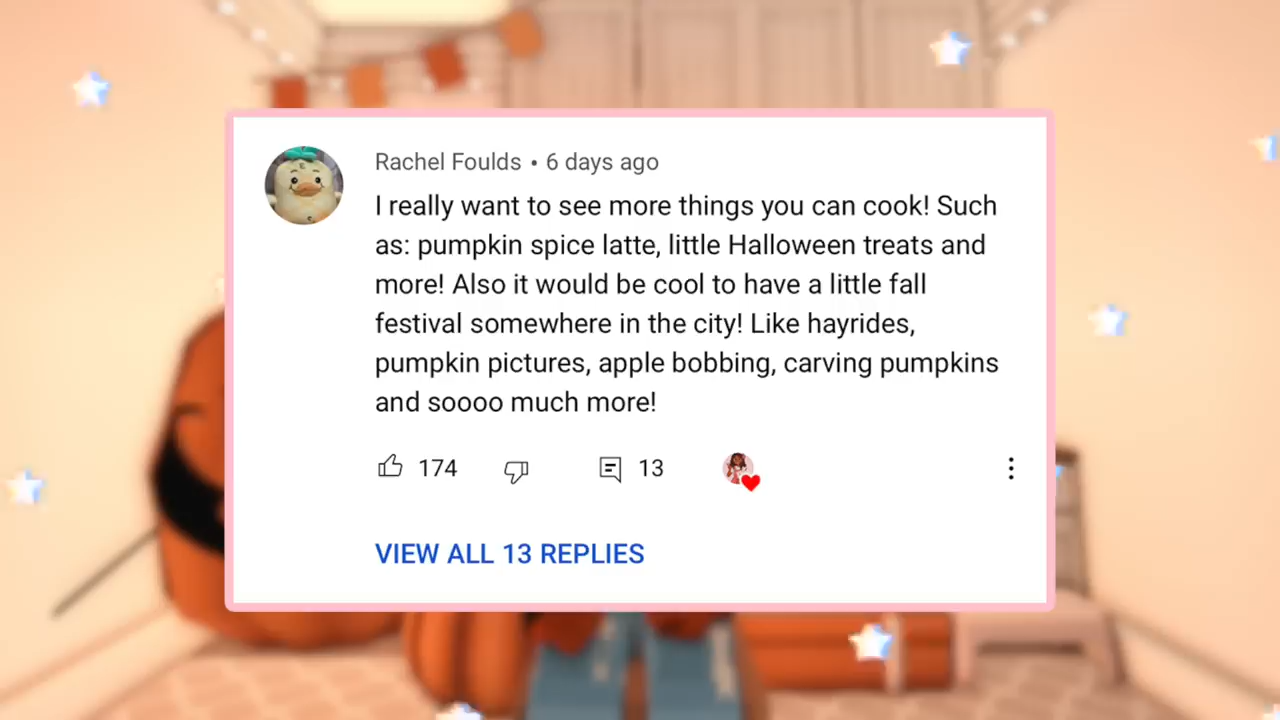 Rachel Foulds • 6 days ago
I really want to see more things you can cook! Such
as: pumpkin spice latte, little Halloween treats and
more! Also it would be cool to have a little fall
festival somewhere in the city! Like hayrides,
pumpkin pictures, apple bobbing, carving pumpkins
and soooo much more!
174 13
VIEW ALL 13 REPLIES